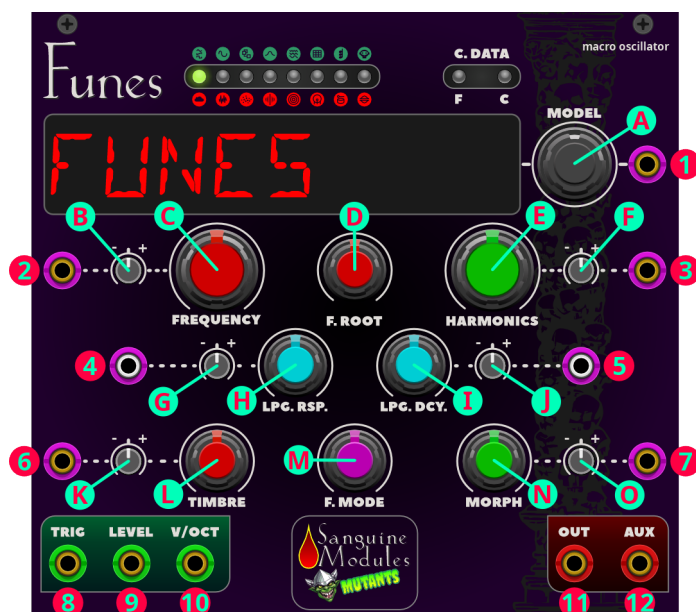 Funes
C. DATA
F C
macro oscillator
FUNES
MODEL
A
1
B
C
D
E
F
2
- +
- +
3
FREQUENCY
F. ROOT
HARMONICS
4
- +
- +
5
G
H
LPG. RSP.
LPG. DCY.
I
J
6
- +
- +
7
K
L
M
N
O
TIMBRE
F. MODE
MORPH
TRIG
LEVEL
V/OCT
Sanguine
Modules
MUTANTS
OUT
AUX
8
9
10
11
12